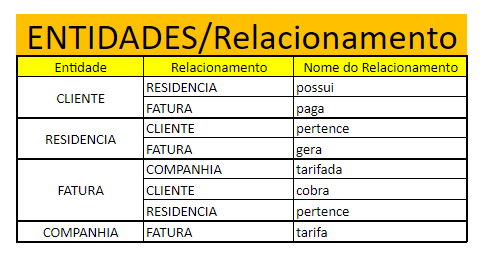 ENTIDADES/Relacionamento
Entidade Relacionamento Nome do Relacionamento
CLIENTE RESIDENCIA possui
FATURA paga
RESIDENCIA CLIENTE pertence
FATURA gera
FATURA COMPANHIA tarifada
CLIENTE cobra
RESIDENCIA pertence
COMPANHIA FATURA tarifa